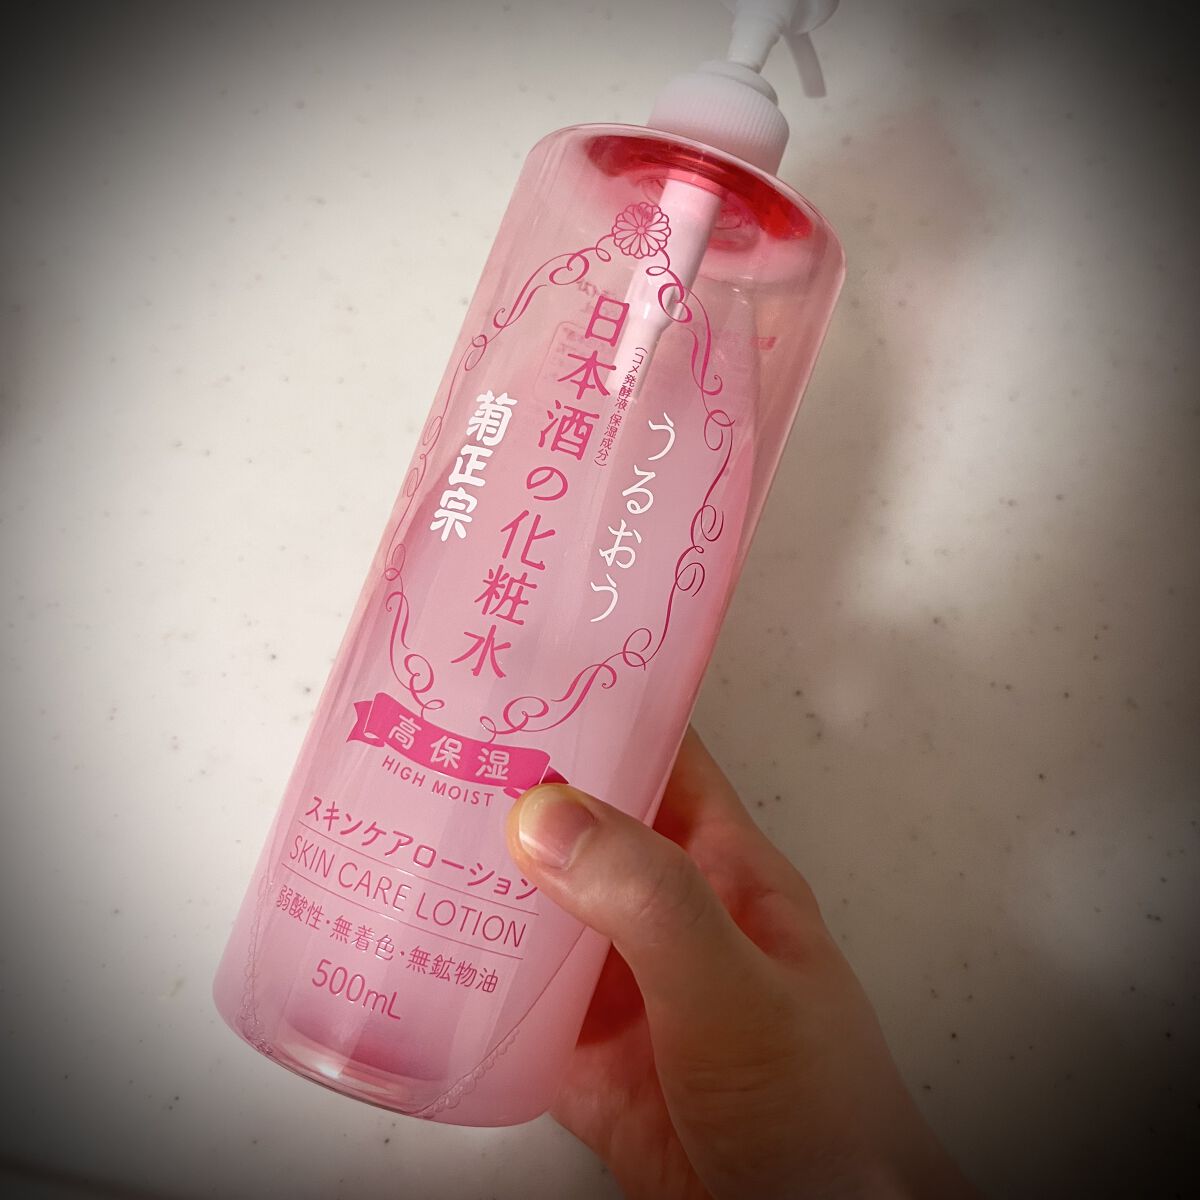 うるおう
(コメ発酵液・保湿成分)
日本酒の化粧水
菊正宗
高保湿
HIGH MOIST
スキンケアローション
SKIN CARE LOTION
弱酸性・無着色・無鉱物油
500mL